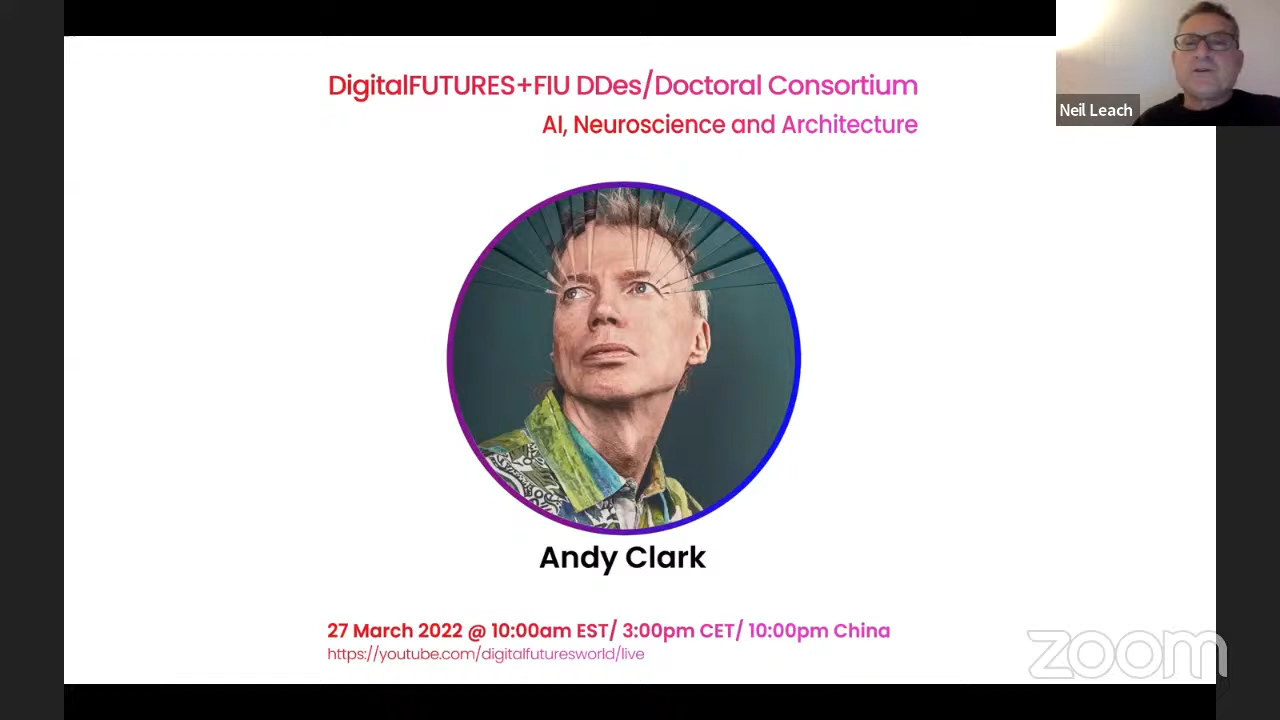 DigitalFUTURES+FIU DDes/Doctoral Consortium
AI, Neuroscience and Architecture
Neil Leach
Andy Clark
27 March 2022 @ 10:00am EST/ 3:00pm CET/ 10:00pm China
https://youtube.com/digitalfuturesworld/live
zoom